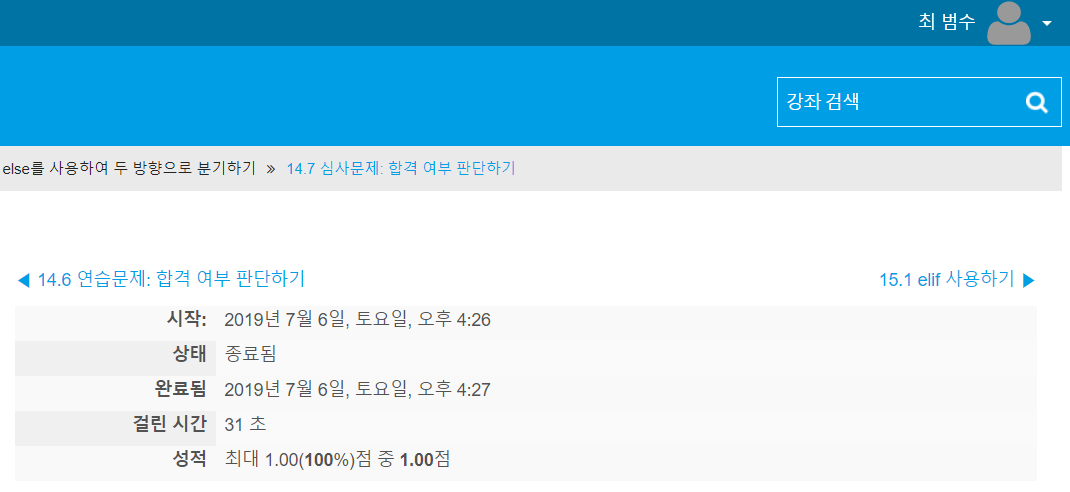 최 범수
강좌 검색
else를 사용하여 두 방향으로 분기하기 » 14.7 심사문제: 합격 여부 판단하기
◀ 14.6 연습문제: 합격 여부 판단하기 15.1 elif 사용하기 ▶
시작: 2019년 7월 6일, 토요일, 오후 4:26
상태 종료됨
완료됨 2019년 7월 6일, 토요일, 오후 4:27
걸린 시간 31 초
성적 최대 1.00(100%)점 중 1.00점